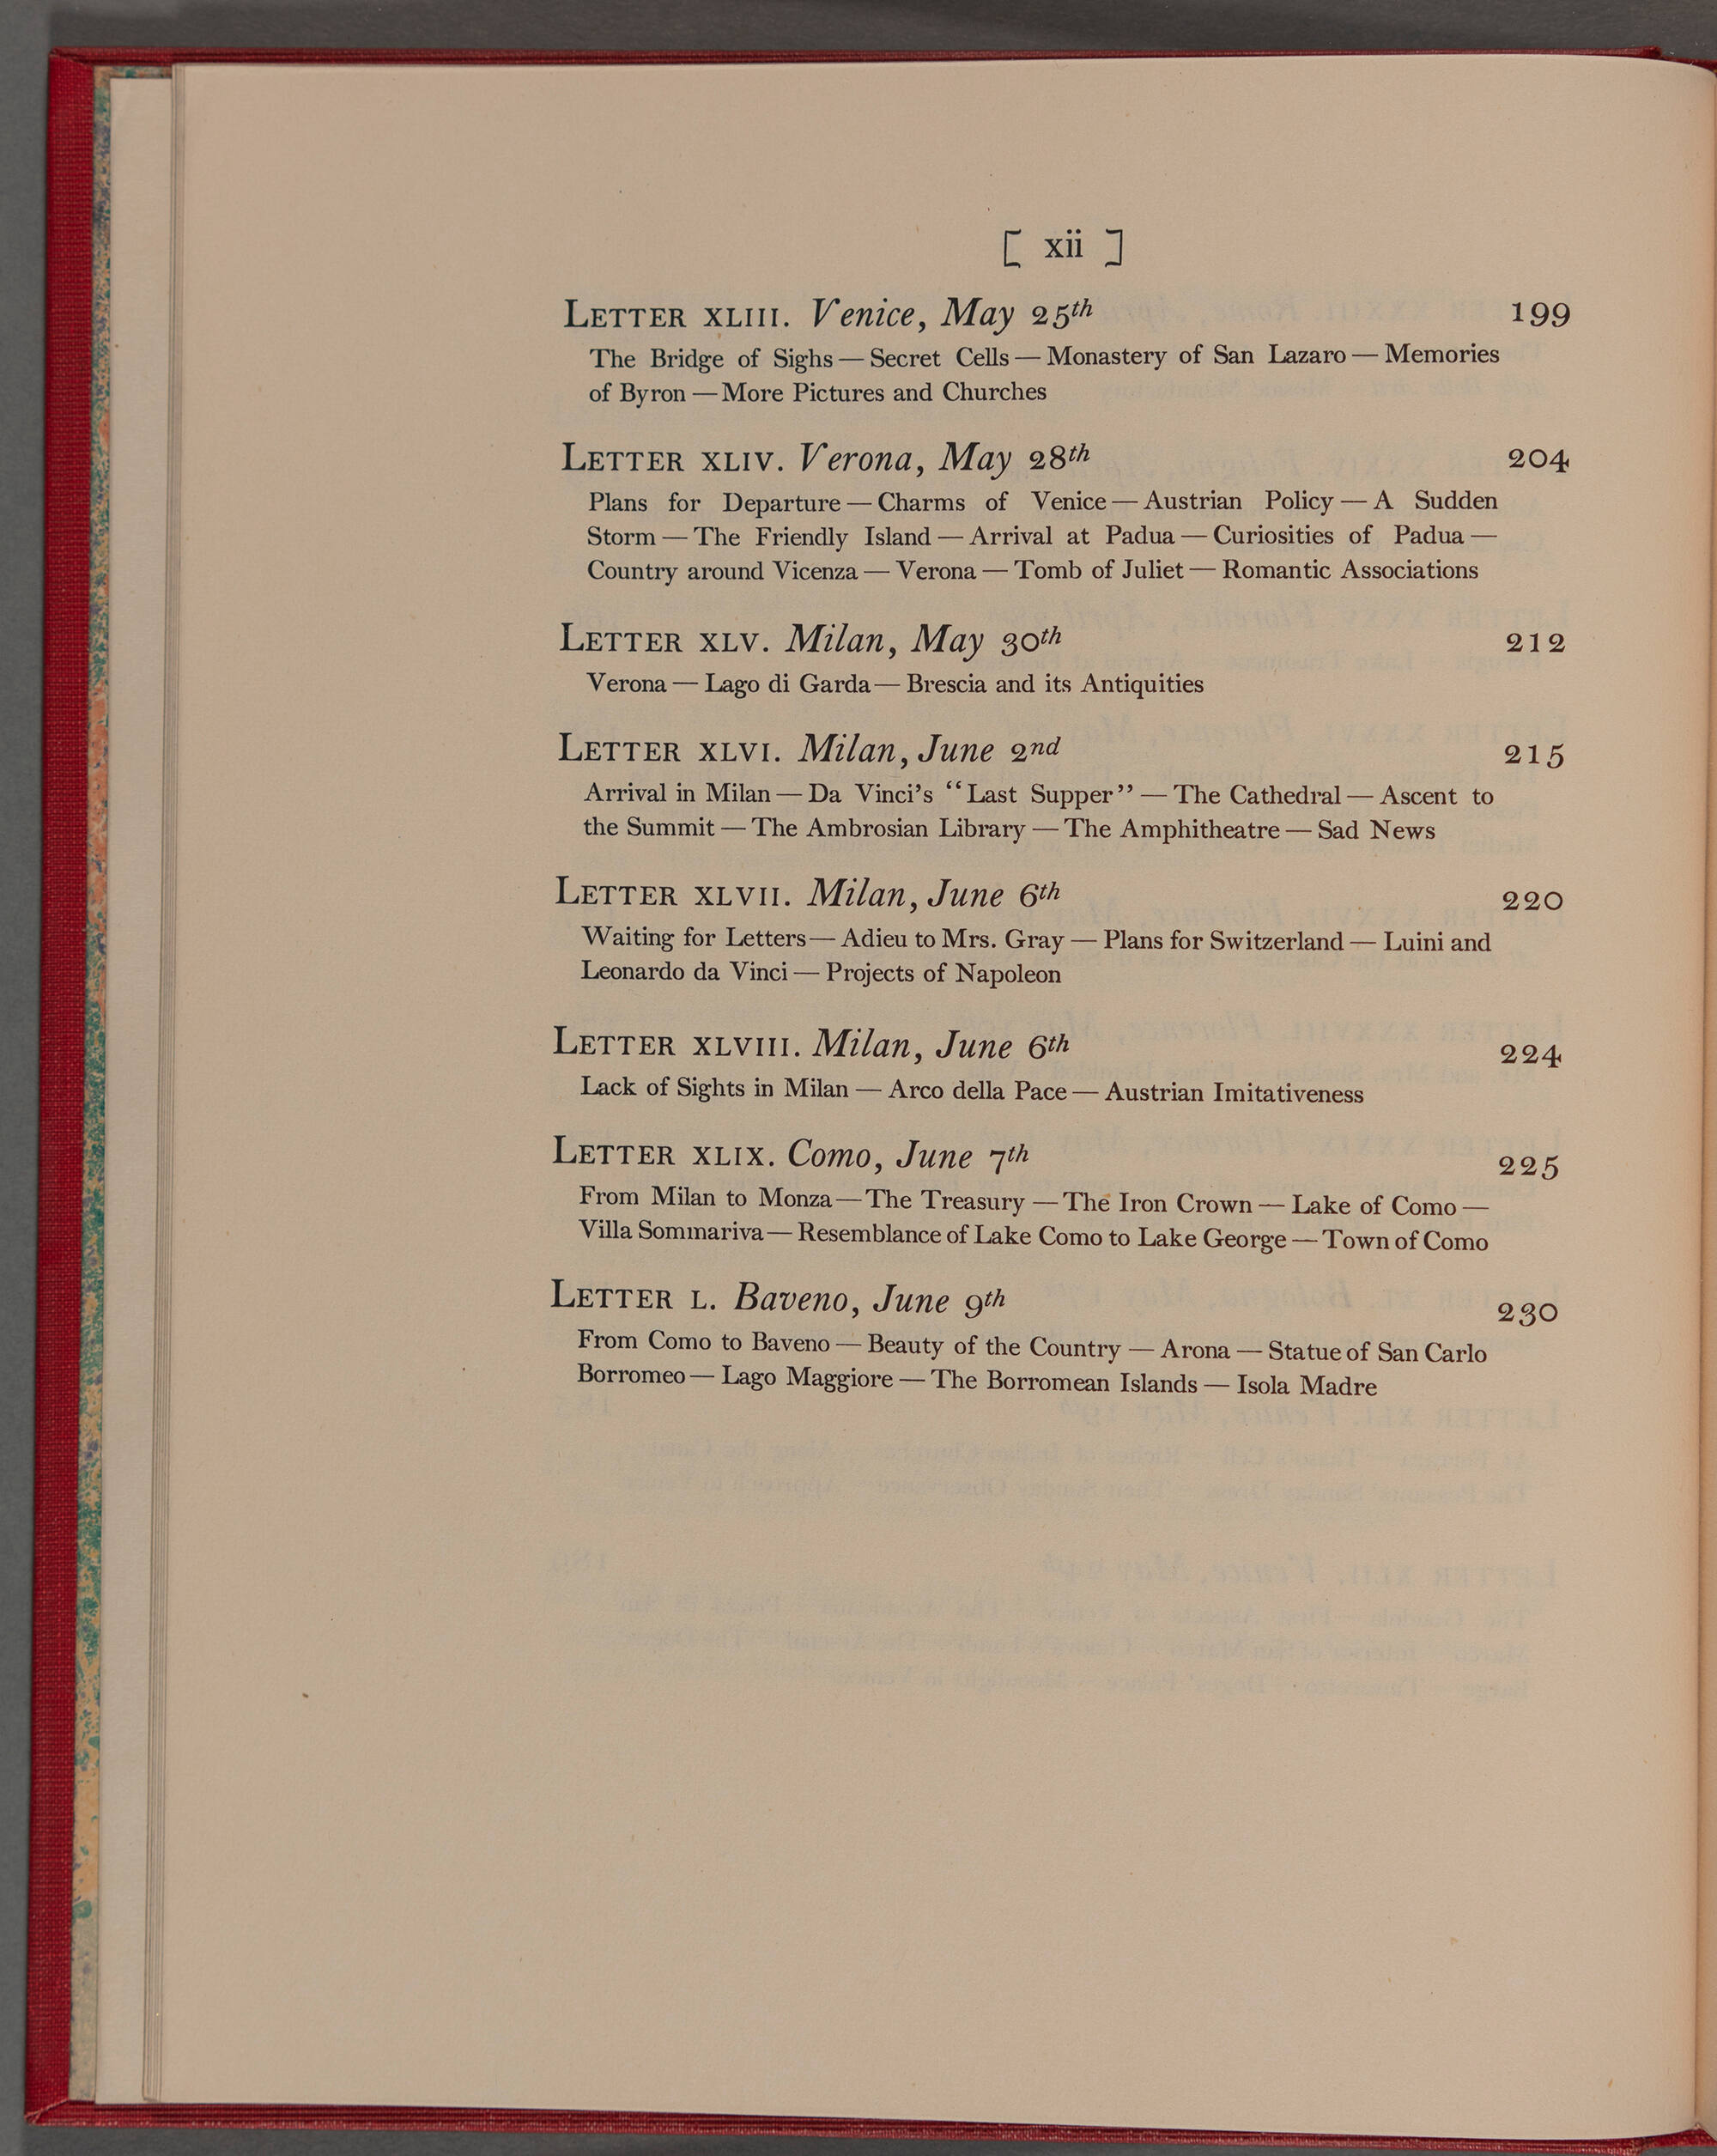 [ xii ]
LETTER XLIII. Venice, May 25th 199
The Bridge of Sighs — Secret Cells — Monastery of San Lazaro — Memories
of Byron — More Pictures and Churches
LETTER XLIV. Verona, May 28th 204
Plans for Departure — Charms of Venice — Austrian Policy — A Sudden
Storm — The Friendly Island — Arrival at Padua — Curiosities of Padua —
Country around Vicenza — Verona — Tomb of Juliet — Romantic Associations
LETTER XLV. Milan, May 30th 212
Verona — Lago di Garda — Brescia and its Antiquities
LETTER XLVI. Milan, June 2nd 215
Arrival in Milan — Da Vinci's “Last Supper” — The Cathedral — Ascent to
the Summit — The Ambrosian Library — The Amphitheatre — Sad News
LETTER XLVII. Milan, June 6th 220
Waiting for Letters — Adieu to Mrs. Gray — Plans for Switzerland — Luini and
Leonardo da Vinci — Projects of Napoleon
LETTER XLVIII. Milan, June 6th 224
Lack of Sights in Milan — Arco della Pace — Austrian Imitativeness
LETTER XLIX. Como, June 7th 225
From Milan to Monza — The Treasury — The Iron Crown — Lake of Como —
Villa Sommariva — Resemblance of Lake Como to Lake George — Town of Como
LETTER L. Baveno, June 9th 230
From Como to Baveno — Beauty of the Country — Arona — Statue of San Carlo
Borromeo — Lago Maggiore — The Borromean Islands — Isola Madre